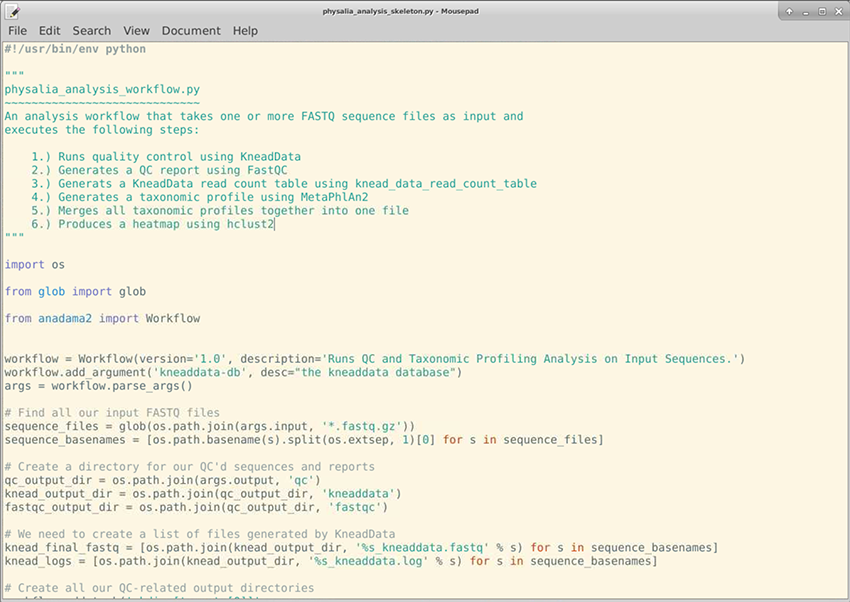 physalia_analysis_skeleton.py - Mousepad
File Edit Search View Document Help
#!/usr/bin/env python
"""
physalia_analysis_workflow.py
~~~~~~~~~~~~~~~~~~~~~~~~~~~~~
An analysis workflow that takes one or more FASTQ sequence files as input and
executes the following steps:
1.) Runs quality control using KneadData
2.) Generates a QC report using FastQC
3.) Generats a KneadData read count table using knead_data_read_count_table
4.) Generates a taxonomic profile using MetaPhlAn2
5.) Merges all taxonomic profiles together into one file
6.) Produces a heatmap using hclust2
"""
import os
from glob import glob
from anadama2 import Workflow
workflow = Workflow(version='1.0', description='Runs QC and Taxonomic Profiling Analysis on Input Sequences.')
workflow.add_argument('kneaddata-db', desc="the kneaddata database")
args = workflow.parse_args()
# Find all our input FASTQ files
sequence_files = glob(os.path.join(args.input, '*.fastq.gz'))
sequence_basenames = [os.path.basename(s).split(os.extsep, 1)[0] for s in sequence_files]
# Create a directory for our QC'd sequences and reports
qc_output_dir = os.path.join(args.output, 'qc')
knead_output_dir = os.path.join(qc_output_dir, 'kneaddata')
fastqc_output_dir = os.path.join(qc_output_dir, 'fastqc')
# We need to create a list of files generated by KneadData
knead_final_fastq = [os.path.join(knead_output_dir, '%s_kneaddata.fastq' % s) for s in sequence_basenames]
knead_logs = [os.path.join(knead_output_dir, '%s_kneaddata.log' % s) for s in sequence_basenames]
# Create all our QC-related output directories